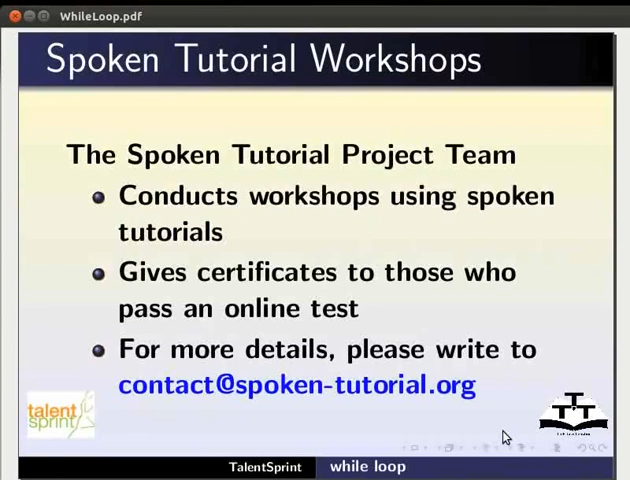 WhileLoop.pdf
Spoken Tutorial Workshops
The Spoken Tutorial Project Team
Conducts workshops using spoken
tutorials
Gives certificates to those who
pass an online test
For more details, please write to
contact@spoken-tutorial.org
talent
sprint
TalentSprint
while loop